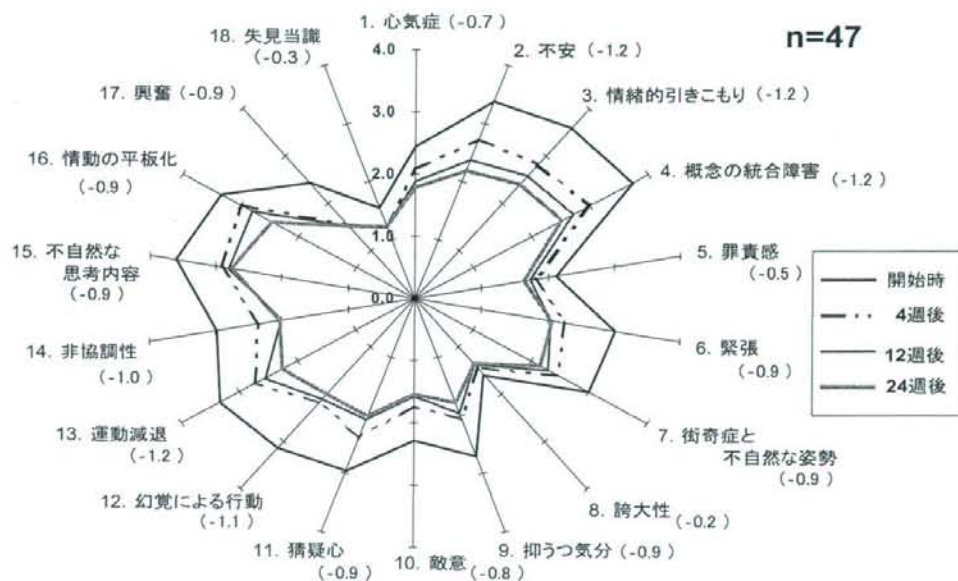 n=47
1. 心気症 (-0.7)
2. 不安 (-1.2)
3. 情緒的引きこもり (-1.2)
4. 概念の統合障害
(-1.2)
5. 罪責感
(-0.5)
6. 緊張
(-0.9)
7. 街奇症と
不自然な姿勢
(-0.9)
8. 誇大性
(-0.2)
9. 抑うつ気分 (-0.9)
10. 敵意
(-0.8)
11. 猜疑心
(-0.9)
12. 幻覚による行動
(-1.1)
13. 運動減退
(-1.2)
14. 非協調性
(-1.0)
15. 不自然な
思考内容
(-0.9)
16. 情動の平板化
(-0.9)
17. 興奮 (-0.9)
18. 失見当識
(-0.3)
4.0
3.0
2.0
1.0
0.0
開始時
4週後
12週後
24週後